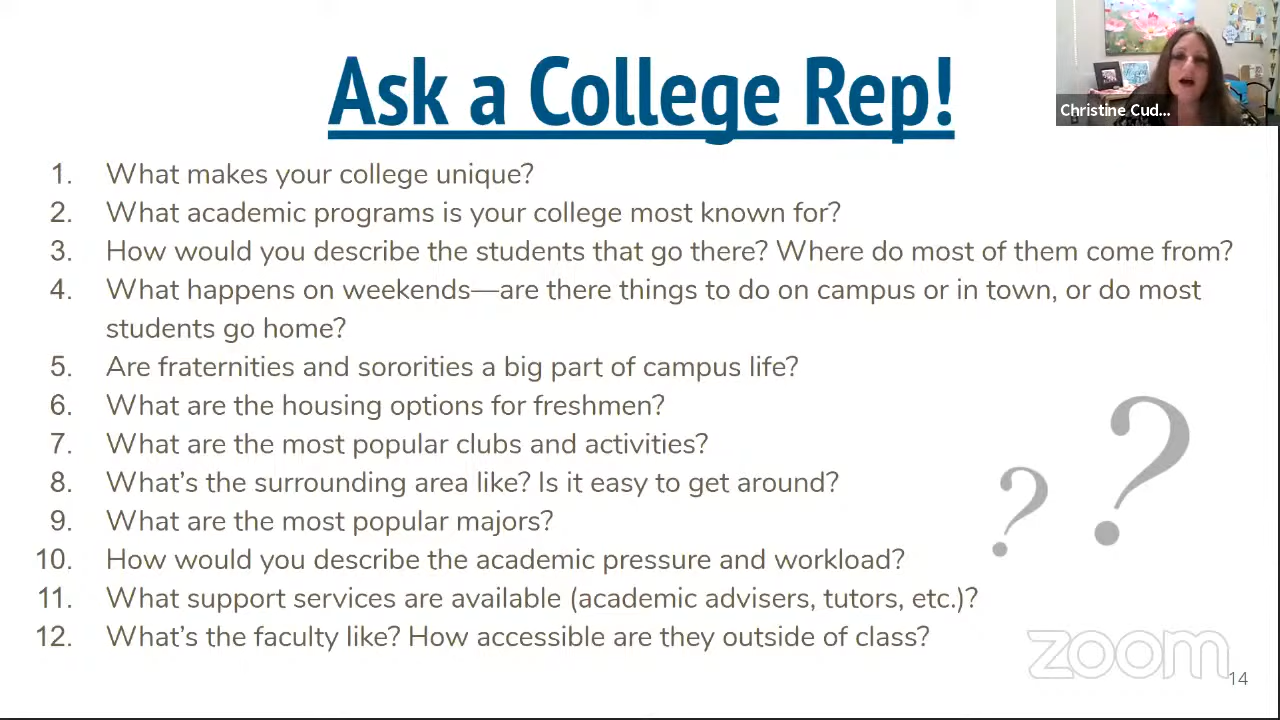 Ask a College Rep!
Christine Cud...
1. What makes your college unique?
2. What academic programs is your college most known for?
3. How would you describe the students that go there? Where do most of them come from?
4. What happens on weekends—are there things to do on campus or in town, or do most
students go home?
5. Are fraternities and sororities a big part of campus life?
6. What are the housing options for freshmen?
7. What are the most popular clubs and activities?
8. What’s the surrounding area like? Is it easy to get around?
9. What are the most popular majors?
10. How would you describe the academic pressure and workload?
11. What support services are available (academic advisers, tutors, etc.)?
12. What’s the faculty like? How accessible are they outside of class?
? ?
zoom
14